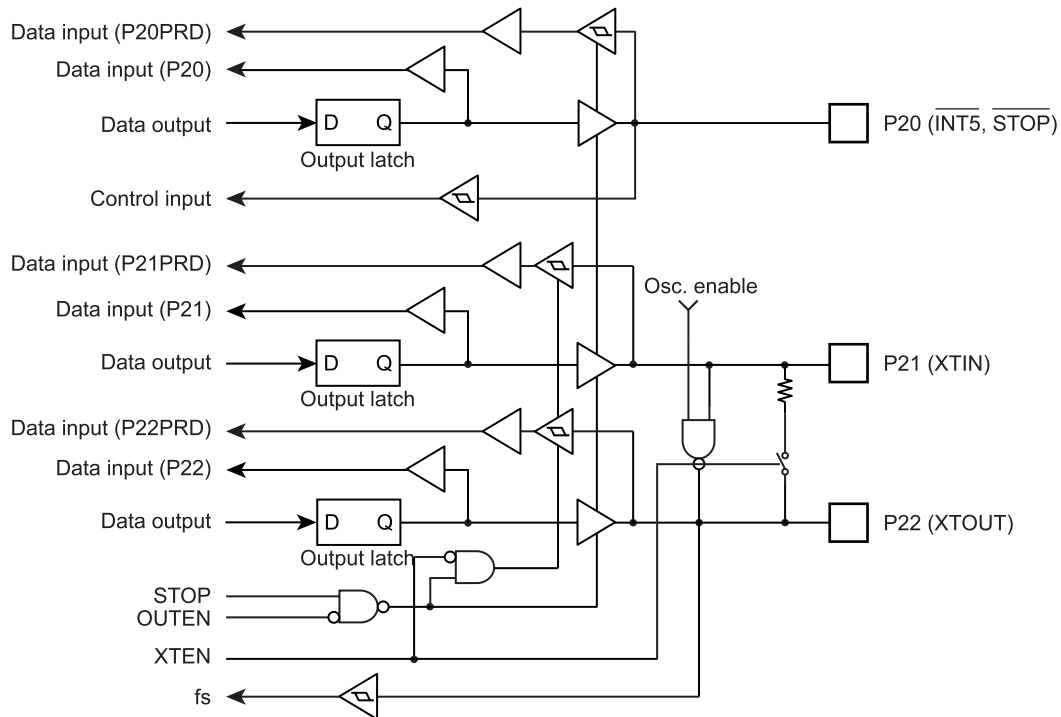 Data input (P20PRD)
Data input (P20)
Data output
D Q
Output latch
P20 (INT5, STOP)
Control input
Data input (P21PRD)
Osc. enable
Data input (P21)
Data output
D Q
Output latch
P21 (XTIN)
Data input (P22PRD)
Data input (P22)
Data output
D Q
Output latch
P22 (XTOUT)
STOP
OUTEN
XTEN
fs